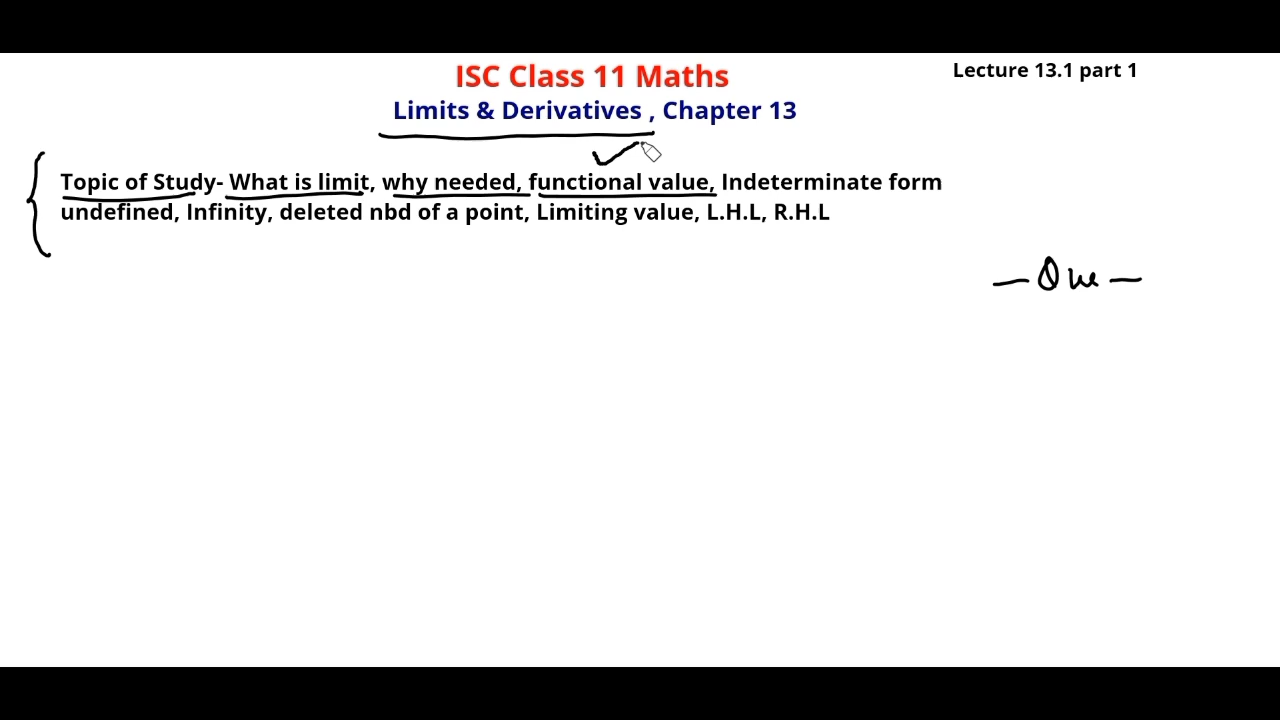 ISC Class 11 Maths
Lecture 13.1 part 1
Limits & Derivatives , Chapter 13
Topic of Study- What is limit, why needed, functional value, Indeterminate form
undefined, Infinity, deleted nbd of a point, Limiting value, L.H.L, R.H.L